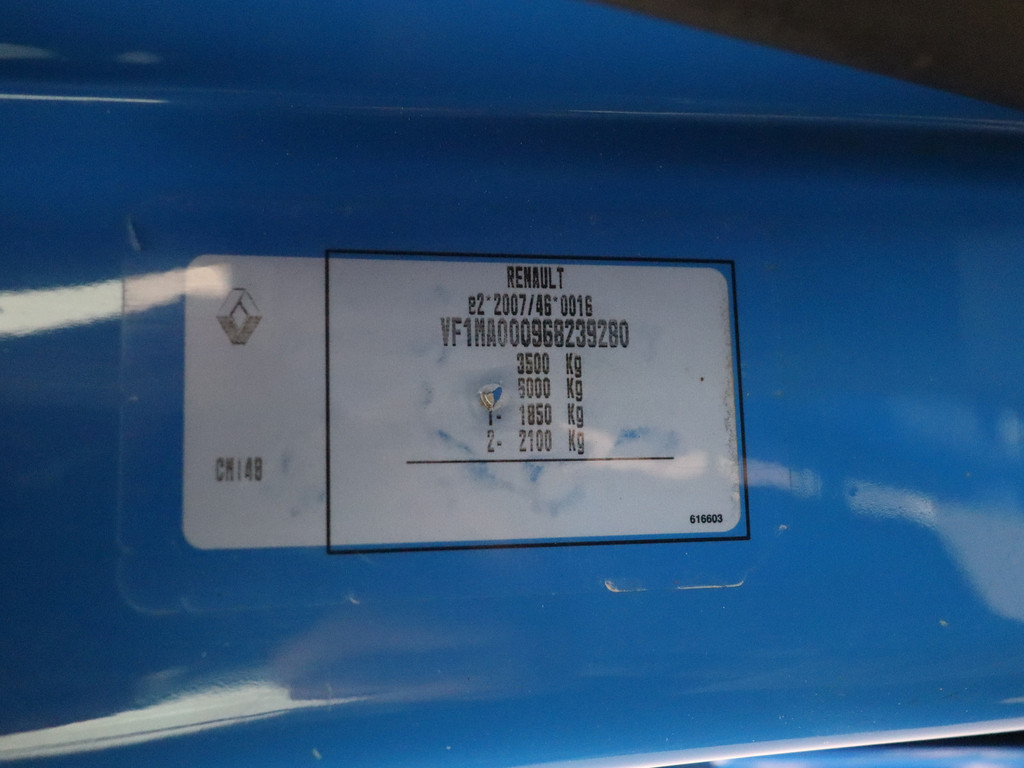 RENAULT
e2*2007/46*0016
VF1MA000968239280
3500 Kg
6000 Kg
1- 1850 Kg
2- 2100 Kg
CM14B
616603